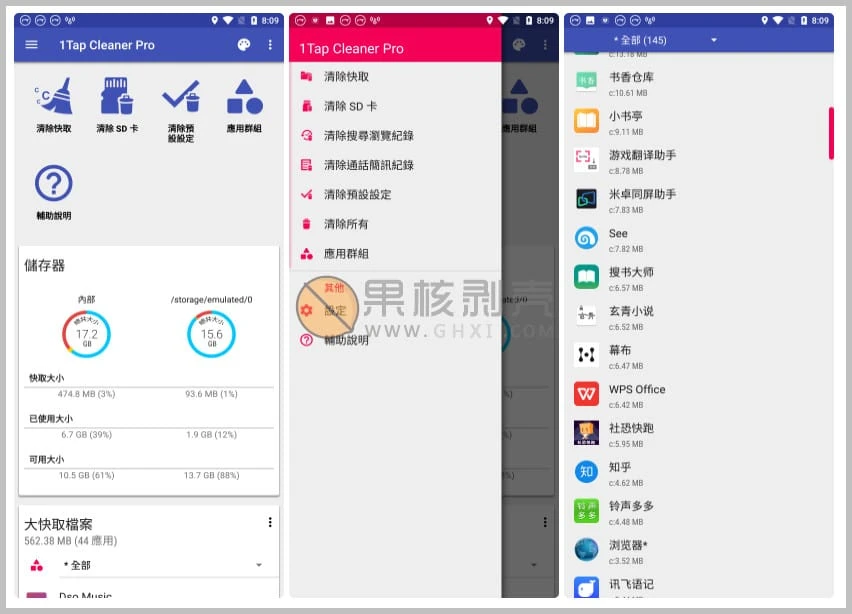 8:09
1Tap Cleaner Pro
清除快取
清除 SD 卡
清除預
設設定
應用群組
輔助說明
儲存器
內部
/storage/emulated/0
總共大小
17.2
GB
總共大小
15.6
GB
快取大小
474.8 MB (3%)
93.6 MB (1%)
已使用大小
6.7 GB (39%)
1.9 GB (12%)
可用大小
10.5 GB (61%)
13.7 GB (88%)
大快取檔案
562.38 MB (44 應用)
* 全部
Dso Music
8:09
1Tap Cleaner Pro
清除快取
清除 SD 卡
清除搜尋瀏覽紀錄
清除通話簡訊紀錄
清除預設設定
清除所有
應用群組
其他
設定
輔助說明
應用群組
果核剥壳
WWW.GHXI.COM
8:09
* 全部 (145)
c:13.18 MB
书香仓库
c:10.61 MB
小书亭
c:9.11 MB
游戏翻译助手
c:8.78 MB
米卓同屏助手
c:7.83 MB
See
c:7.82 MB
搜书大师
c:6.57 MB
玄青小说
c:6.52 MB
幕布
c:6.47 MB
WPS Office
c:6.42 MB
社恐快跑
c:5.95 MB
知
知乎
c:4.62 MB
铃声
多多
铃声多多
c:4.48 MB
浏览器*
c:3.52 MB
讯飞语记